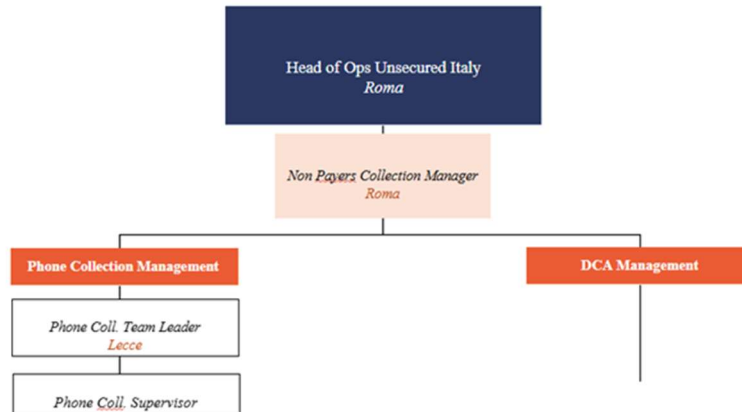 Head of Ops Unsecured Italy
Roma
Non Payers Collection Manager
Roma
Phone Collection Management
DCA Management
Phone Coll. Team Leader
Lecce
Phone Coll. Supervisor